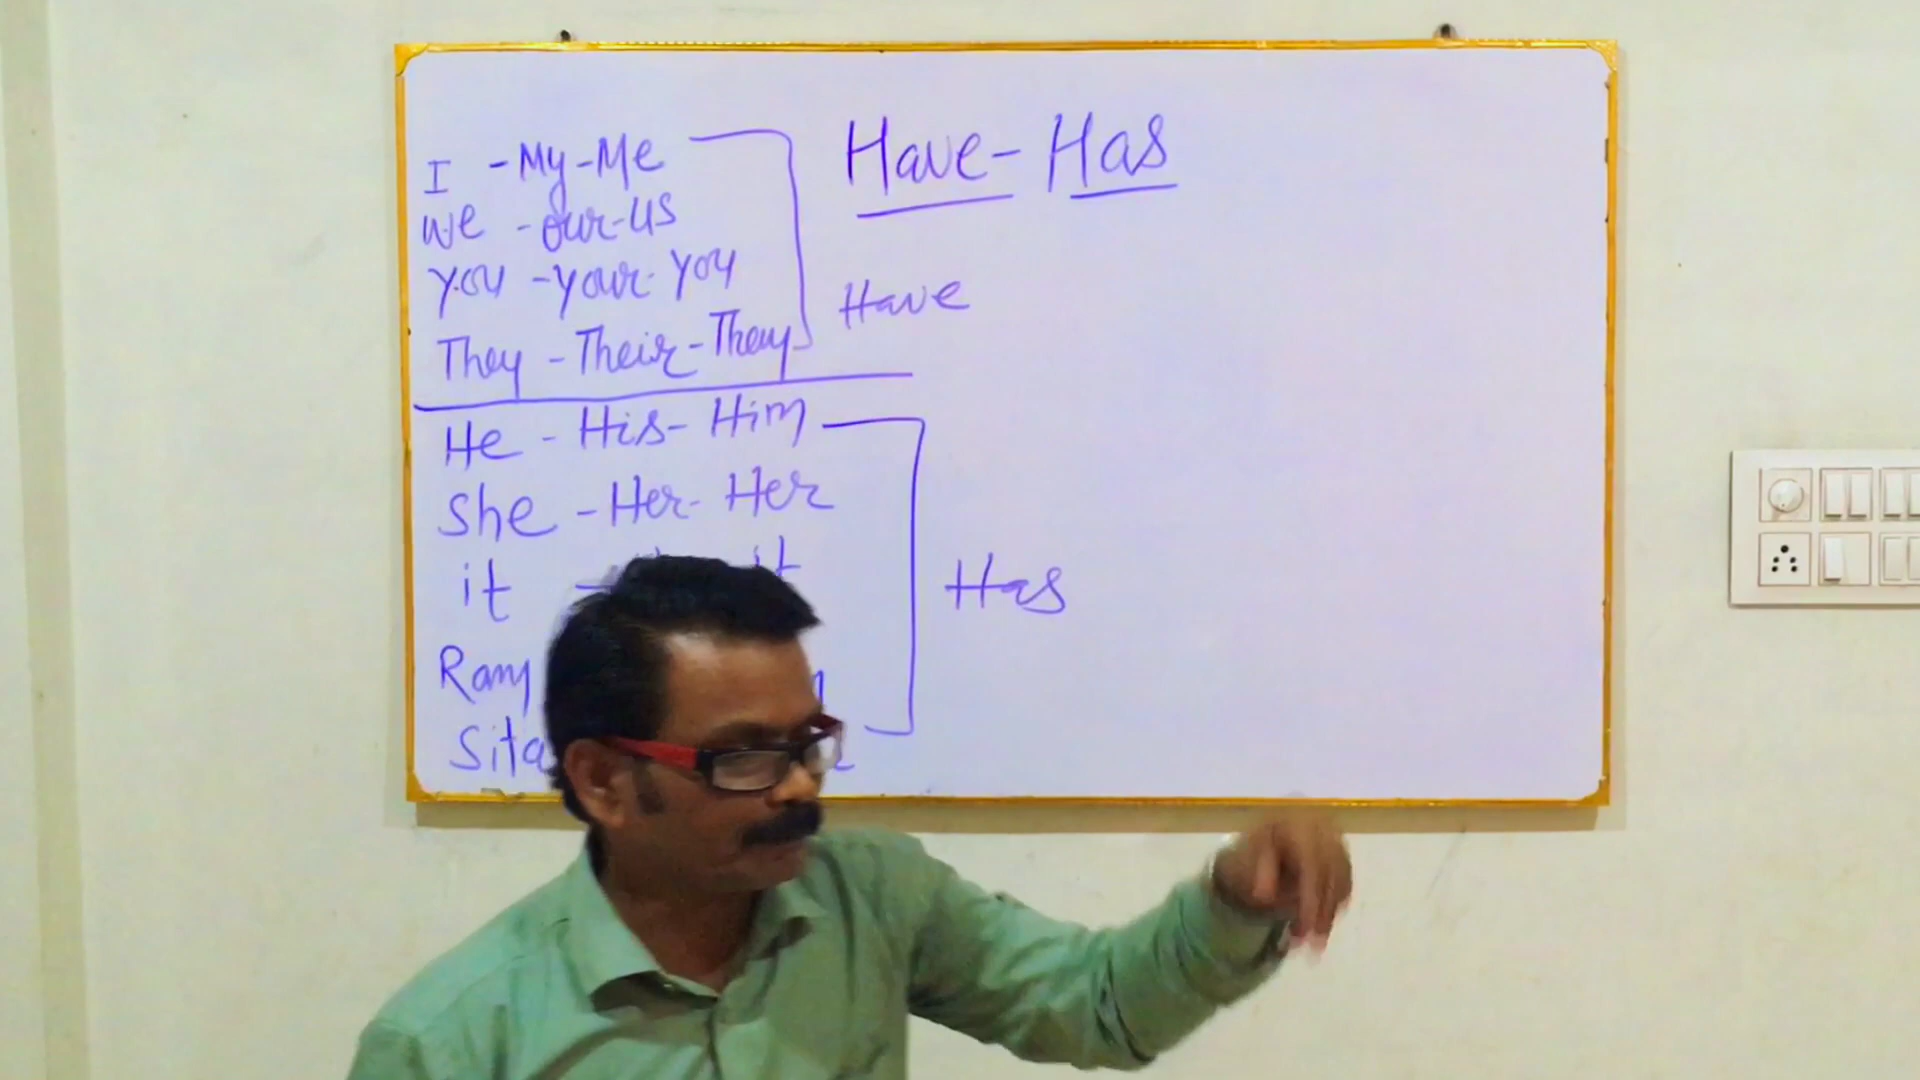 I - My - Me
we - our - us
you - your - you
They - Their - They
He - His - Him
She - Her - Her
it - it
Ram
Sita
Have - Has
Have
Has